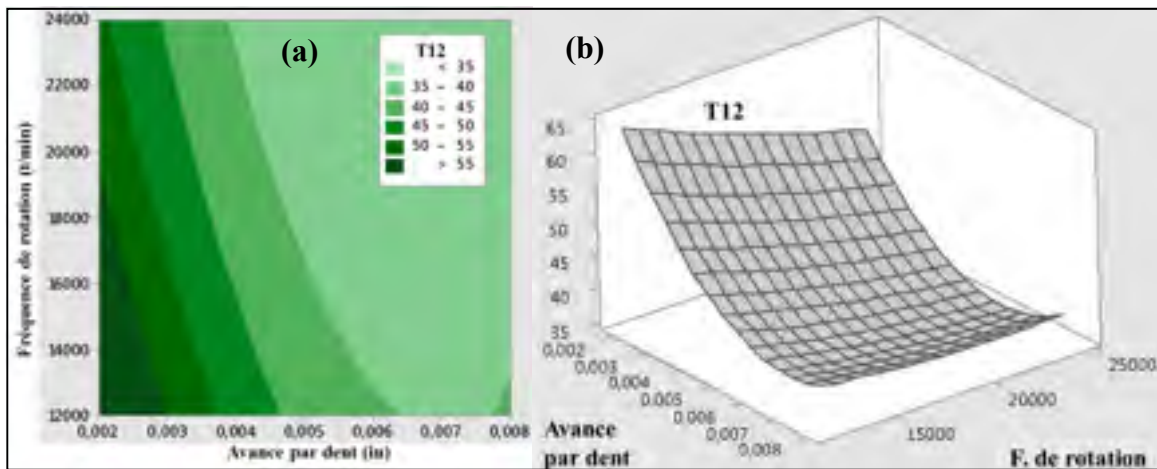 (a)
T12
< 35
35 – 40
40 – 45
45 – 50
50 – 55
> 55
24000
22000
20000
18000
16000
14000
12000
Fréquence de rotation (t/min)
0,002 0,003 0,004 0,005 0,006 0,007 0,008
Avance par dent (in)
(b)
T12
65
60
55
50
45
40
35
0,002
0,003
0,004
0,005
0,006
0,007
0,008
Avance
par dent
15000
20000
25000
F. de rotation